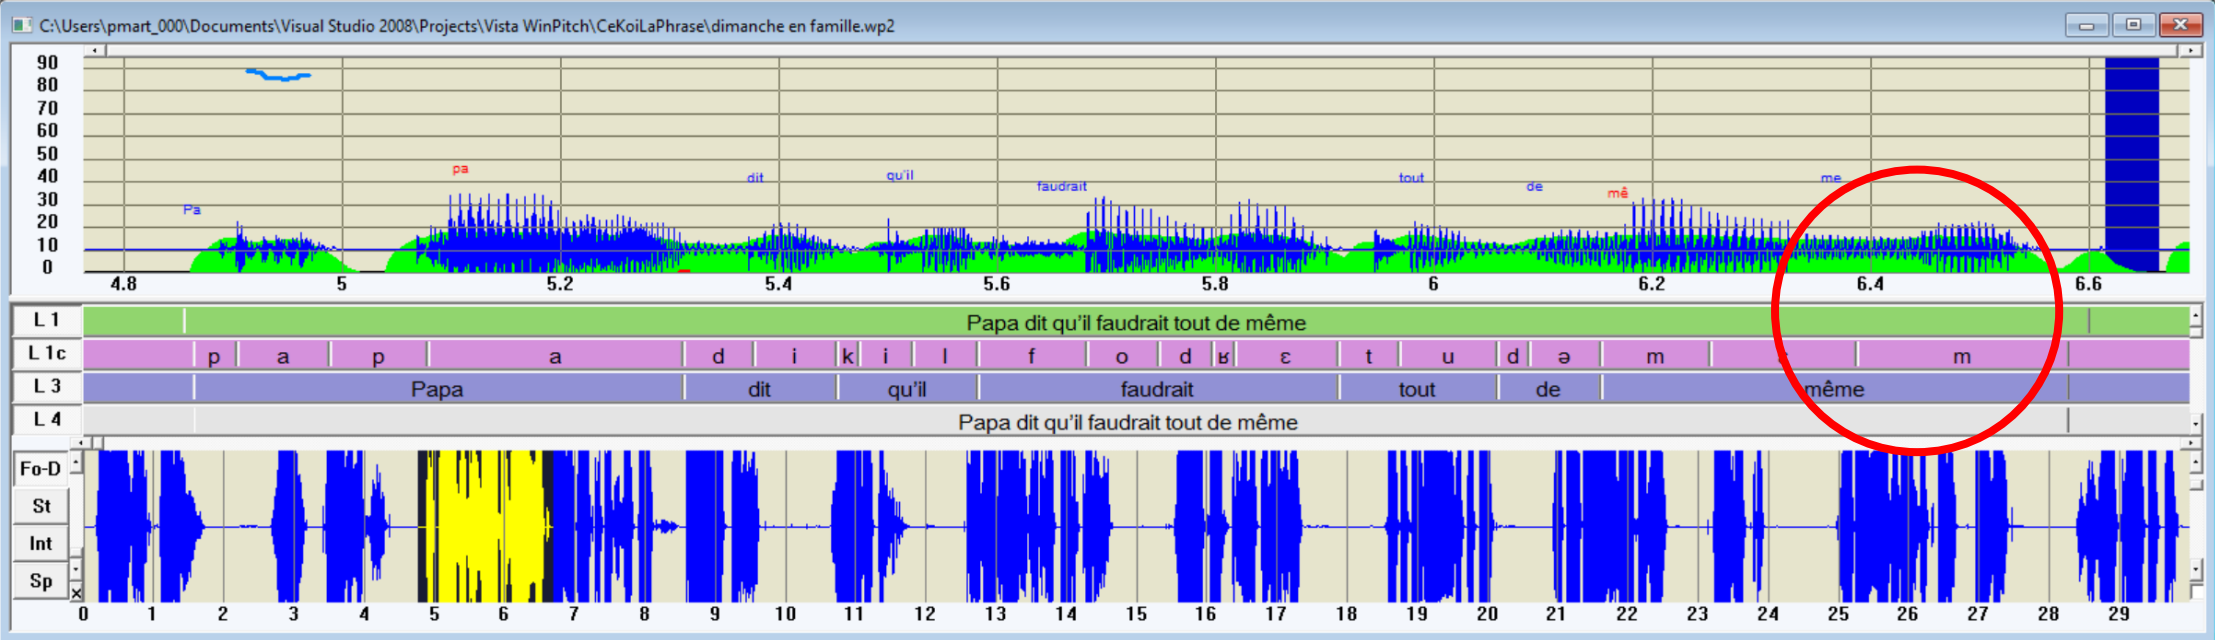 C:\Users\pmart_000\Documents\Visual Studio 2008\Projects\Vista WinPitch\CeKoiLaPhrase\dimanche en famille.wp2
90
80
70
60
50
40
30
20
10
0
Pa pa dit qu'il faudrait tout de mê me
4.8 5 5.2 5.4 5.6 5.8 6 6.2 6.4 6.6
L 1 Papa dit qu'il faudrait tout de même
L 1c p a p a d i k i l f o d ʁ ɛ t u d ə m m
L 3 Papa dit qu'il faudrait tout de même
L 4 Papa dit qu'il faudrait tout de même
Fo-D
St
Int
Sp
0 1 2 3 4 5 6 7 8 9 10 11 12 13 14 15 16 17 18 19 20 21 22 23 24 25 26 27 28 29